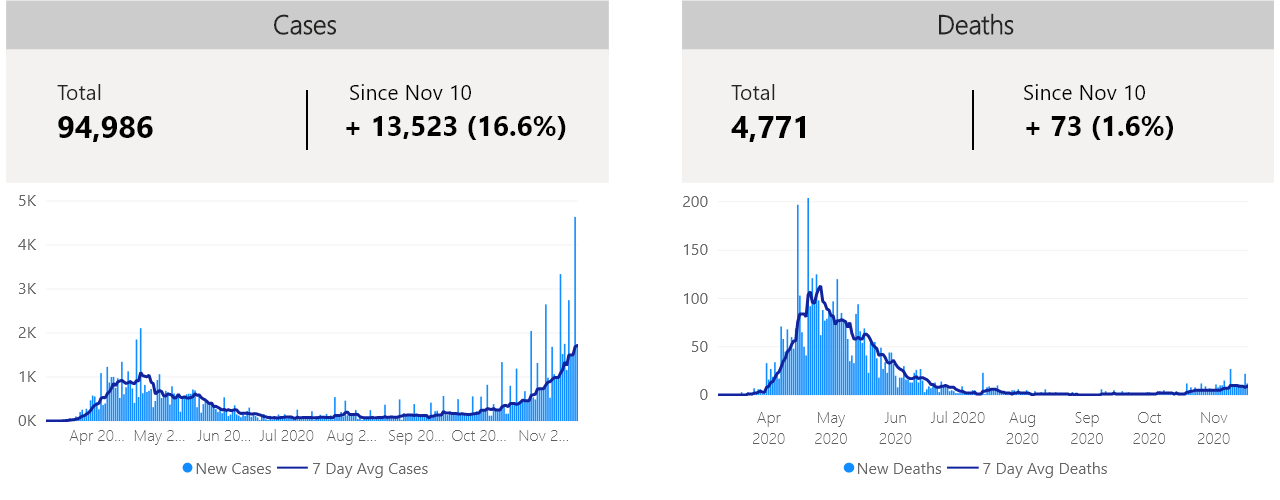 Cases
Total
94,986
Since Nov 10
+ 13,523 (16.6%)
5K
4K
3K
2K
1K
0K
Apr 20... May 2... Jun 20... Jul 2020 Aug 2... Sep 20... Oct 20... Nov 2...
New Cases 7 Day Avg Cases
Deaths
Total
4,771
Since Nov 10
+ 73 (1.6%)
200
150
100
50
0
Apr May Jun Jul 2020 Aug Sep Oct Nov
2020 2020 2020 2020 2020 2020 2020
New Deaths 7 Day Avg Deaths